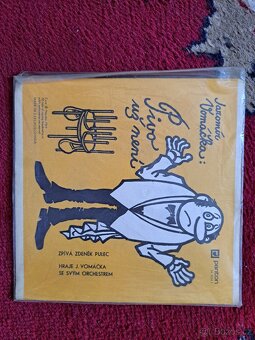 Jaromír
Vomáčka:
Pivo
už není
ZPÍVÁ ZDENĚK PULEC
HRAJE J. VOMÁČKA
SE SVÝM ORCHESTREM
panton